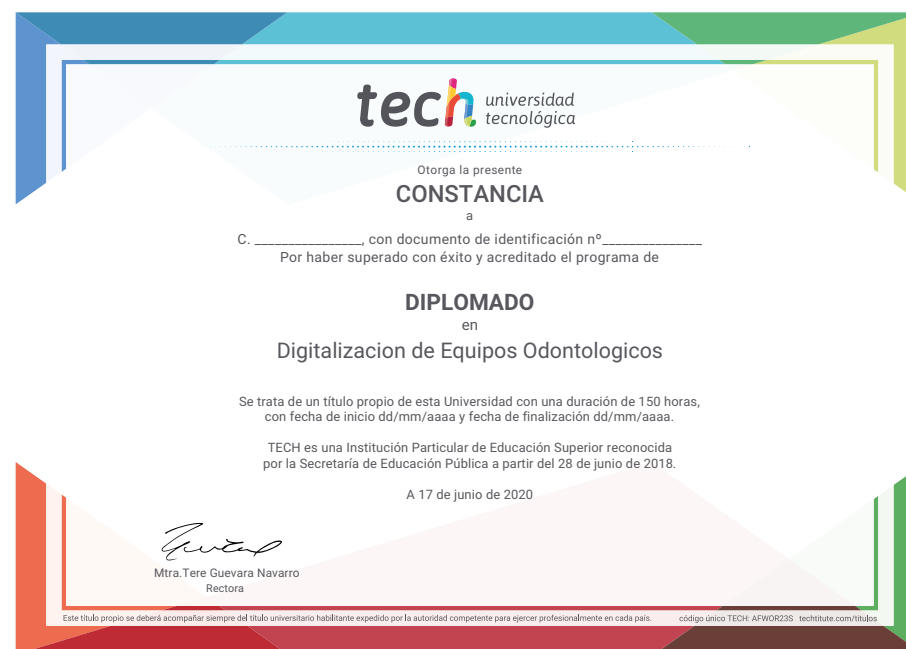 tech universidad
tecnológica
Otorga la presente
CONSTANCIA
a
C. ________________, con documento de identificación nº_______________
Por haber superado con éxito y acreditado el programa de
DIPLOMADO
en
Digitalizacion de Equipos Odontologicos
Se trata de un título propio de esta Universidad con una duración de 150 horas,
con fecha de inicio dd/mm/aaaa y fecha de finalización dd/mm/aaaa.
TECH es una Institución Particular de Educación Superior reconocida
por la Secretaría de Educación Pública a partir del 28 de junio de 2018.
A 17 de junio de 2020
Mtra.Tere Guevara Navarro
Rectora
Este título propio se deberá acompañar siempre del título universitario habilitante expedido por la autoridad competente para ejercer profesionalmente en cada país. código único TECH: AFWOR23S techtitute.com/titulos